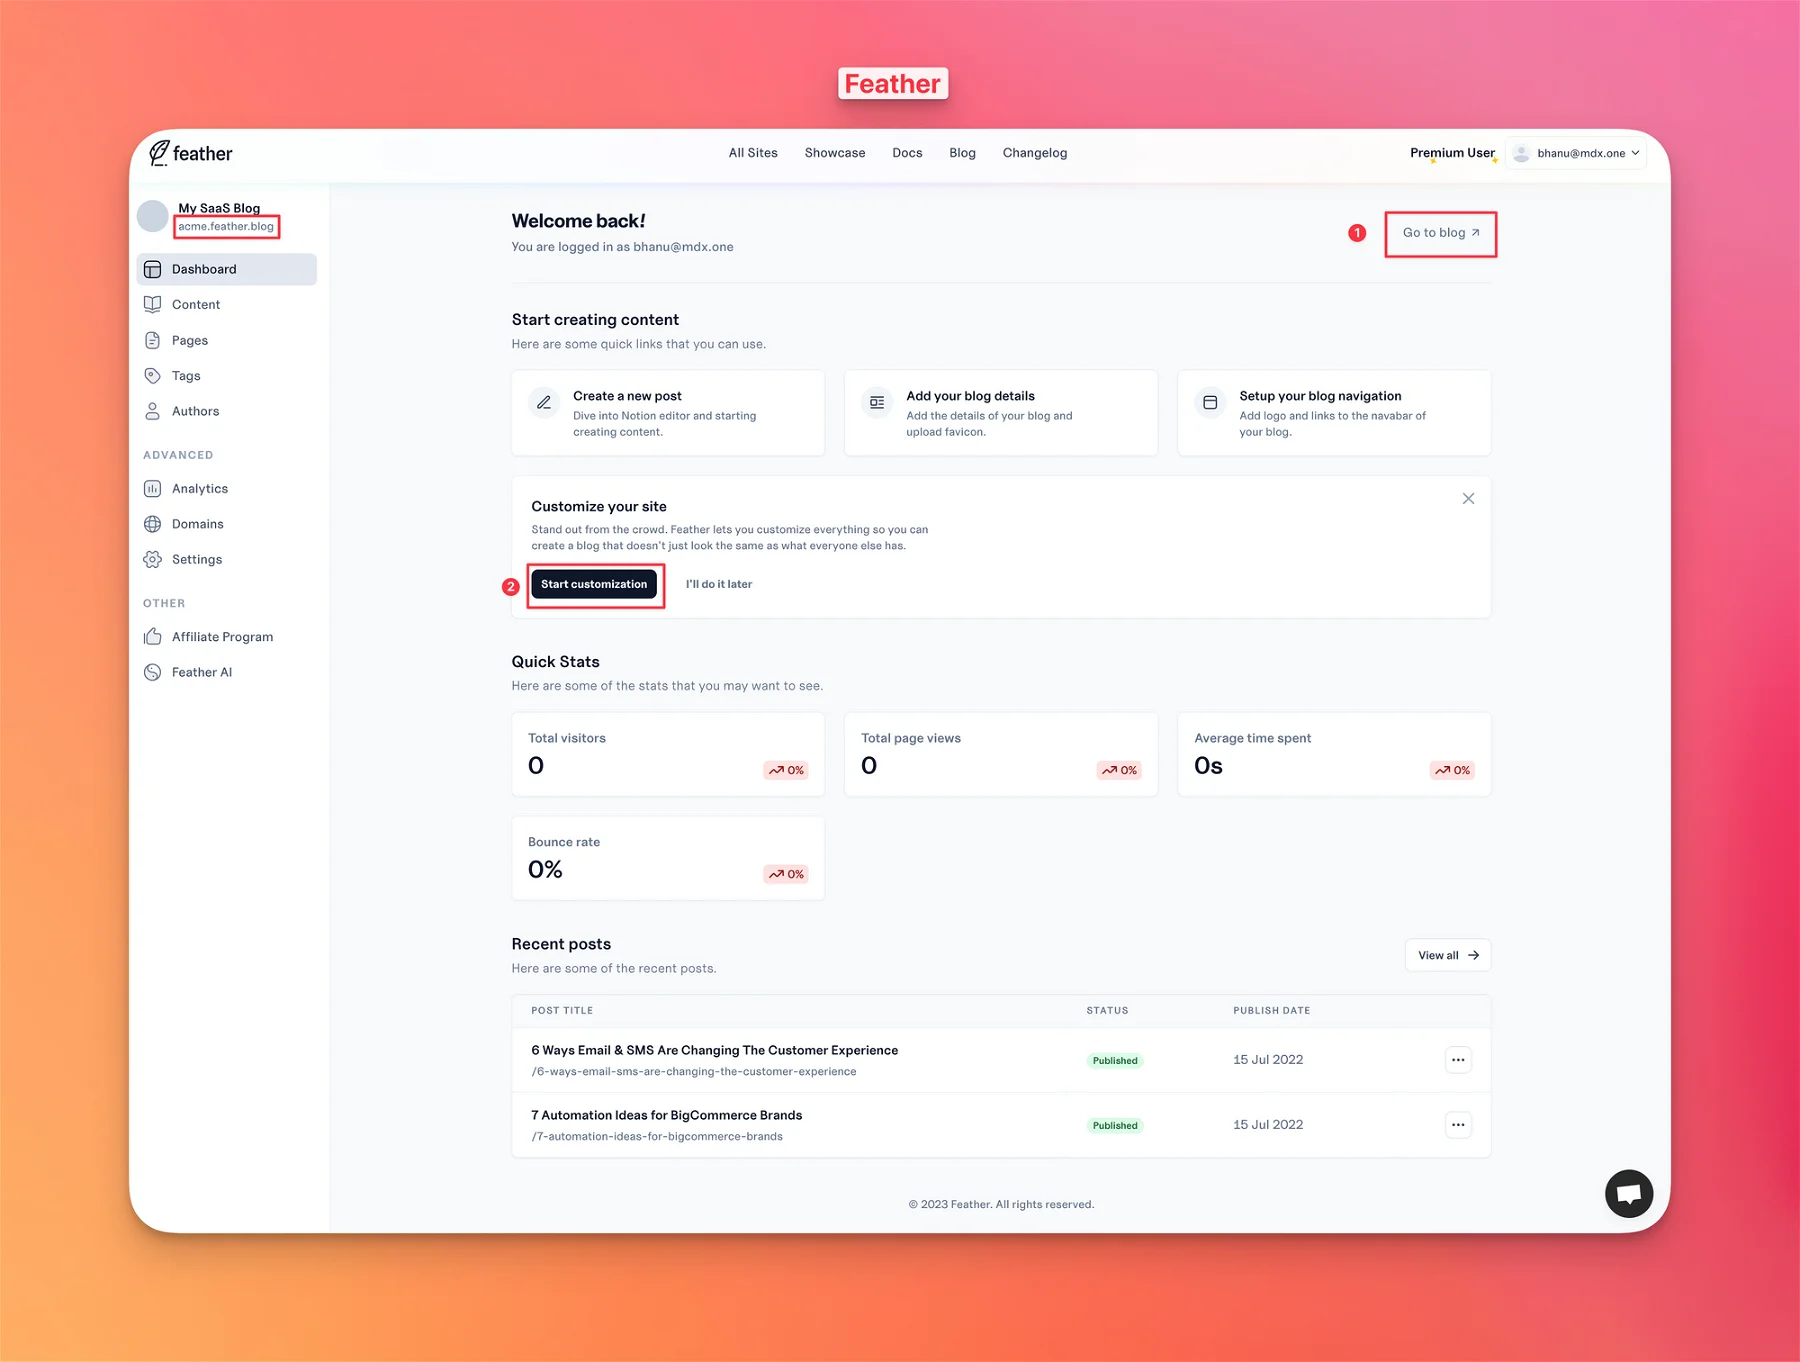 Feather
feather
All Sites
Showcase
Docs
Blog
Changelog
Premium User
bhanu@mdx.one
My SaaS Blog
acme.feather.blog
Dashboard
Content
Pages
Tags
Authors
ADVANCED
Analytics
Domains
Settings
OTHER
Affiliate Program
Feather AI
Welcome back!
You are logged in as bhanu@mdx.one
1
Go to blog
Start creating content
Here are some quick links that you can use.
Create a new post
Dive into Notion editor and starting
creating content.
Add your blog details
Add the details of your blog and
upload favicon.
Setup your blog navigation
Add logo and links to the navabar of
your blog.
Customize your site
Stand out from the crowd. Feather lets you customize everything so you can
create a blog that doesn't just look the same as what everyone else has.
2
Start customization
I'll do it later
Quick Stats
Here are some of the stats that you may want to see.
Total visitors
0
0%
Total page views
0
0%
Average time spent
0s
0%
Bounce rate
0%
0%
Recent posts
Here are some of the recent posts.
View all
POST TITLE
STATUS
PUBLISH DATE
6 Ways Email & SMS Are Changing The Customer Experience
/6-ways-email-sms-are-changing-the-customer-experience
Published
15 Jul 2022
7 Automation Ideas for BigCommerce Brands
/7-automation-ideas-for-bigcommerce-brands
Published
15 Jul 2022
© 2023 Feather. All rights reserved.